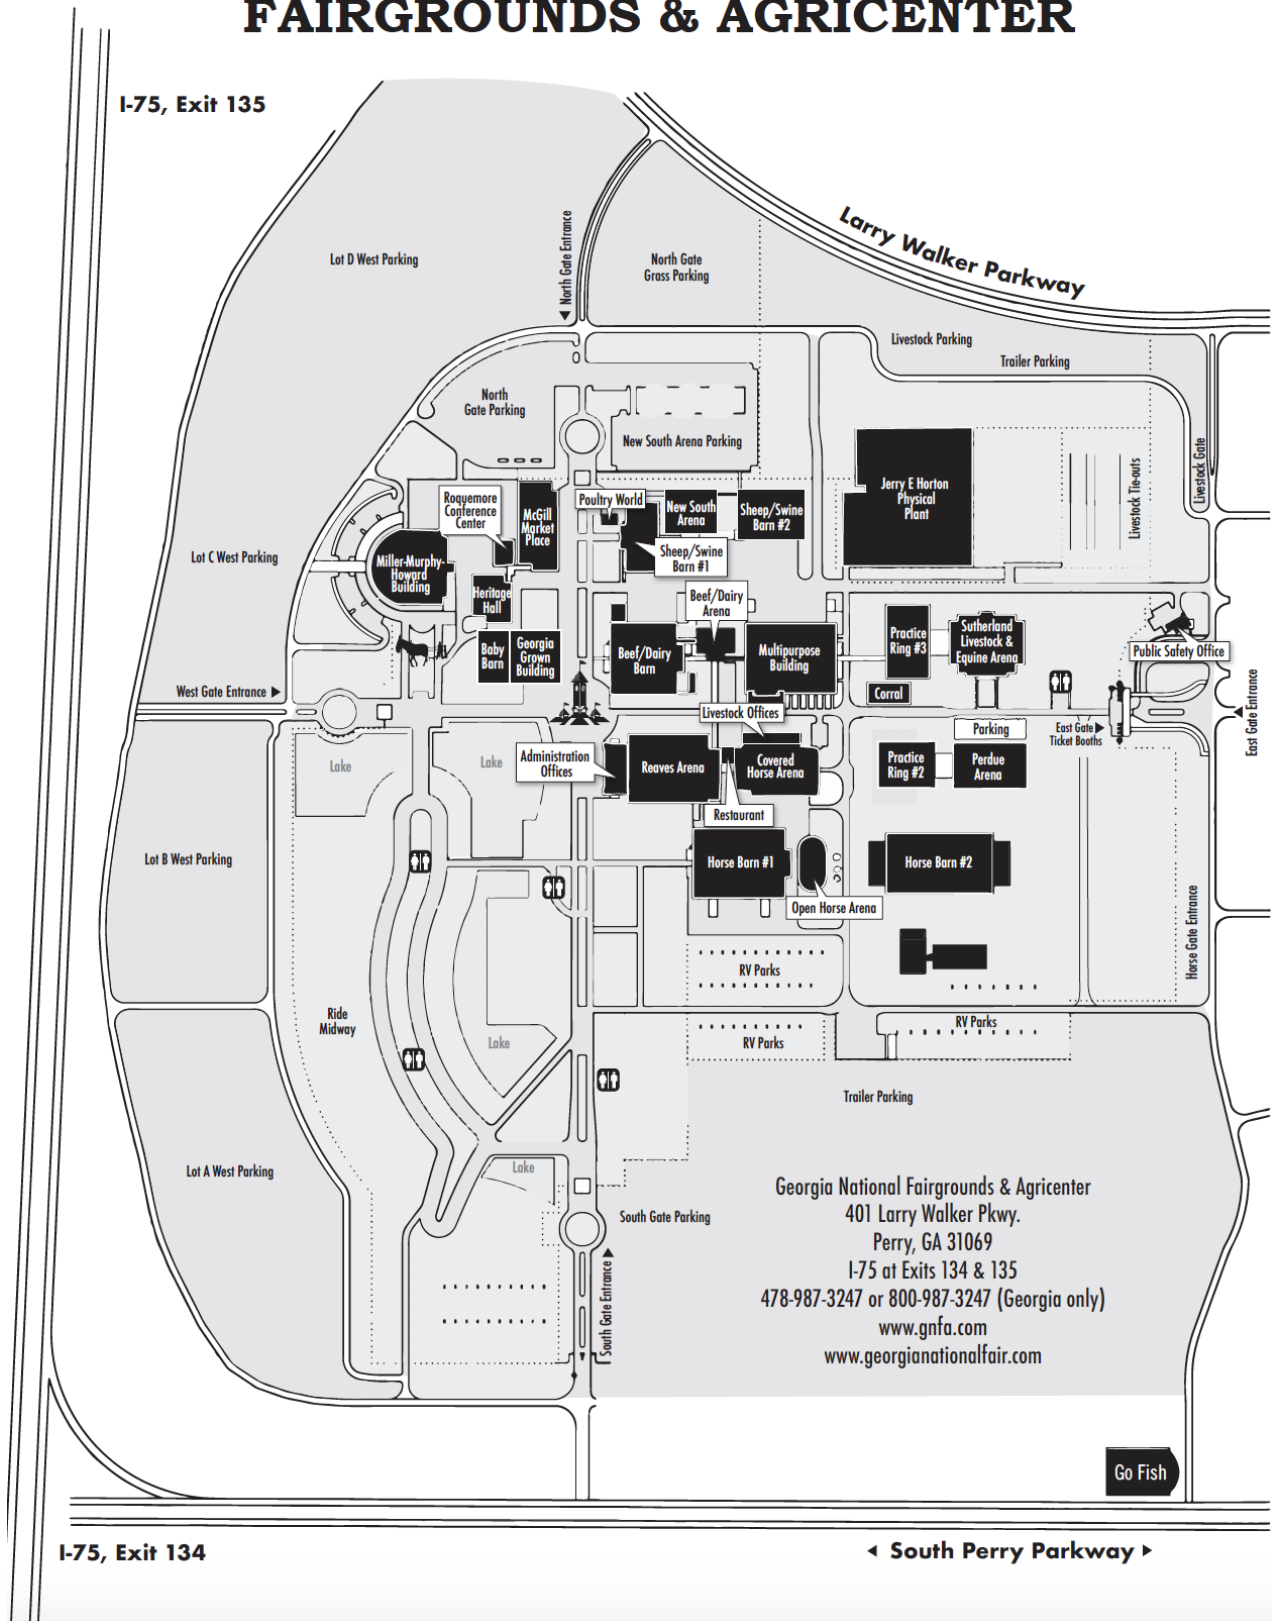 FAIRGROUNDS & AGRICENTER
I-75, Exit 135
Larry Walker Parkway
Lot D West Parking
North Gate Entrance
North Gate
Grass Parking
Livestock Parking
Trailer Parking
North
Gate Parking
New South Arena Parking
Livestock Gate
Livestock Tie-outs
Jerry E Horton
Physical
Plant
Roquemore
Conference
Center
McGill
Market
Place
Poultry World
New South
Arena
Sheep/Swine
Barn #2
Sheep/Swine
Barn #1
Lot C West Parking
Miller-Murphy-
Howard
Building
Heritage
Hall
Beef/Dairy
Arena
Baby
Barn
Georgia
Grown
Building
Beef/Dairy
Barn
Multipurpose
Building
Practice
Ring #3
Sutherland
Livestock &
Equine Arena
Public Safety Office
Corral
West Gate Entrance
East Gate Entrance
Livestock Offices
Parking
East Gate
Ticket Booths
Lake
Lake
Administration
Offices
Reaves Arena
Covered
Horse Arena
Practice
Ring #2
Perdue
Arena
Restaurant
Lot B West Parking
Horse Barn #1
Horse Barn #2
Open Horse Arena
Horse Gate Entrance
RV Parks
Ride
Midway
Lake
RV Parks
RV Parks
Trailer Parking
Lot A West Parking
Lake
South Gate Parking
South Gate Entrance
Georgia National Fairgrounds & Agricenter
401 Larry Walker Pkwy.
Perry, GA 31069
I-75 at Exits 134 & 135
478-987-3247 or 800-987-3247 (Georgia only)
www.gnfa.com
www.georgianationalfair.com
Go Fish
I-75, Exit 134
South Perry Parkway